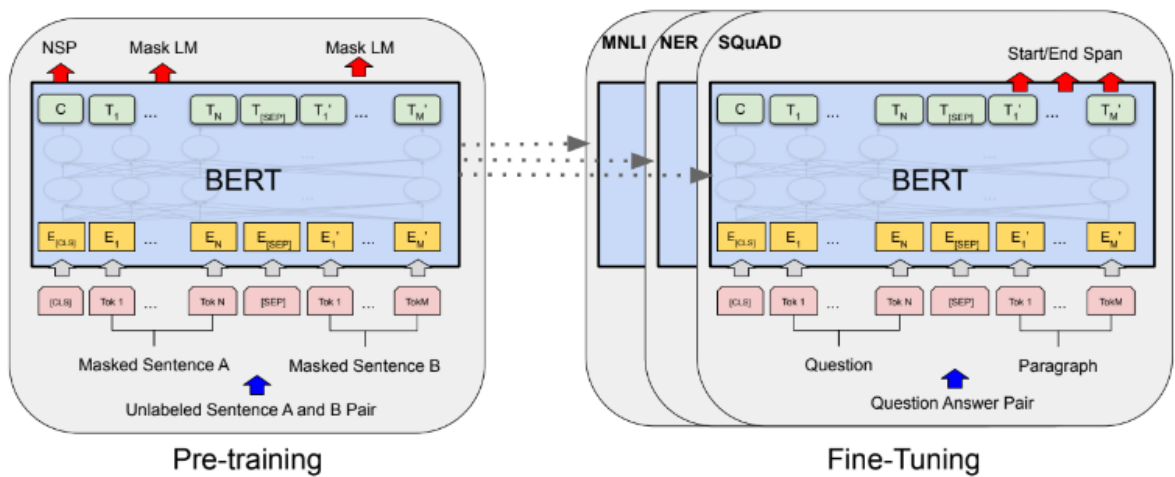 NSP Mask LM Mask LM
C T1 ... TN T[SEP] T1' ... TM'
BERT
E[CLS] E1 ... EN E[SEP] E1' ... EM'
[CLS] Tok 1 ... Tok N [SEP] Tok 1 ... TokM
Masked Sentence A Masked Sentence B
Unlabeled Sentence A and B Pair
Pre-training
MNLI NER SQuAD
Start/End Span
C T1 ... TN T[SEP] T1' ... TM'
BERT
E[CLS] E1 ... EN E[SEP] E1' ... EM'
[CLS] Tok 1 ... Tok N [SEP] Tok 1 ... TokM
Question Paragraph
Question Answer Pair
Fine-Tuning